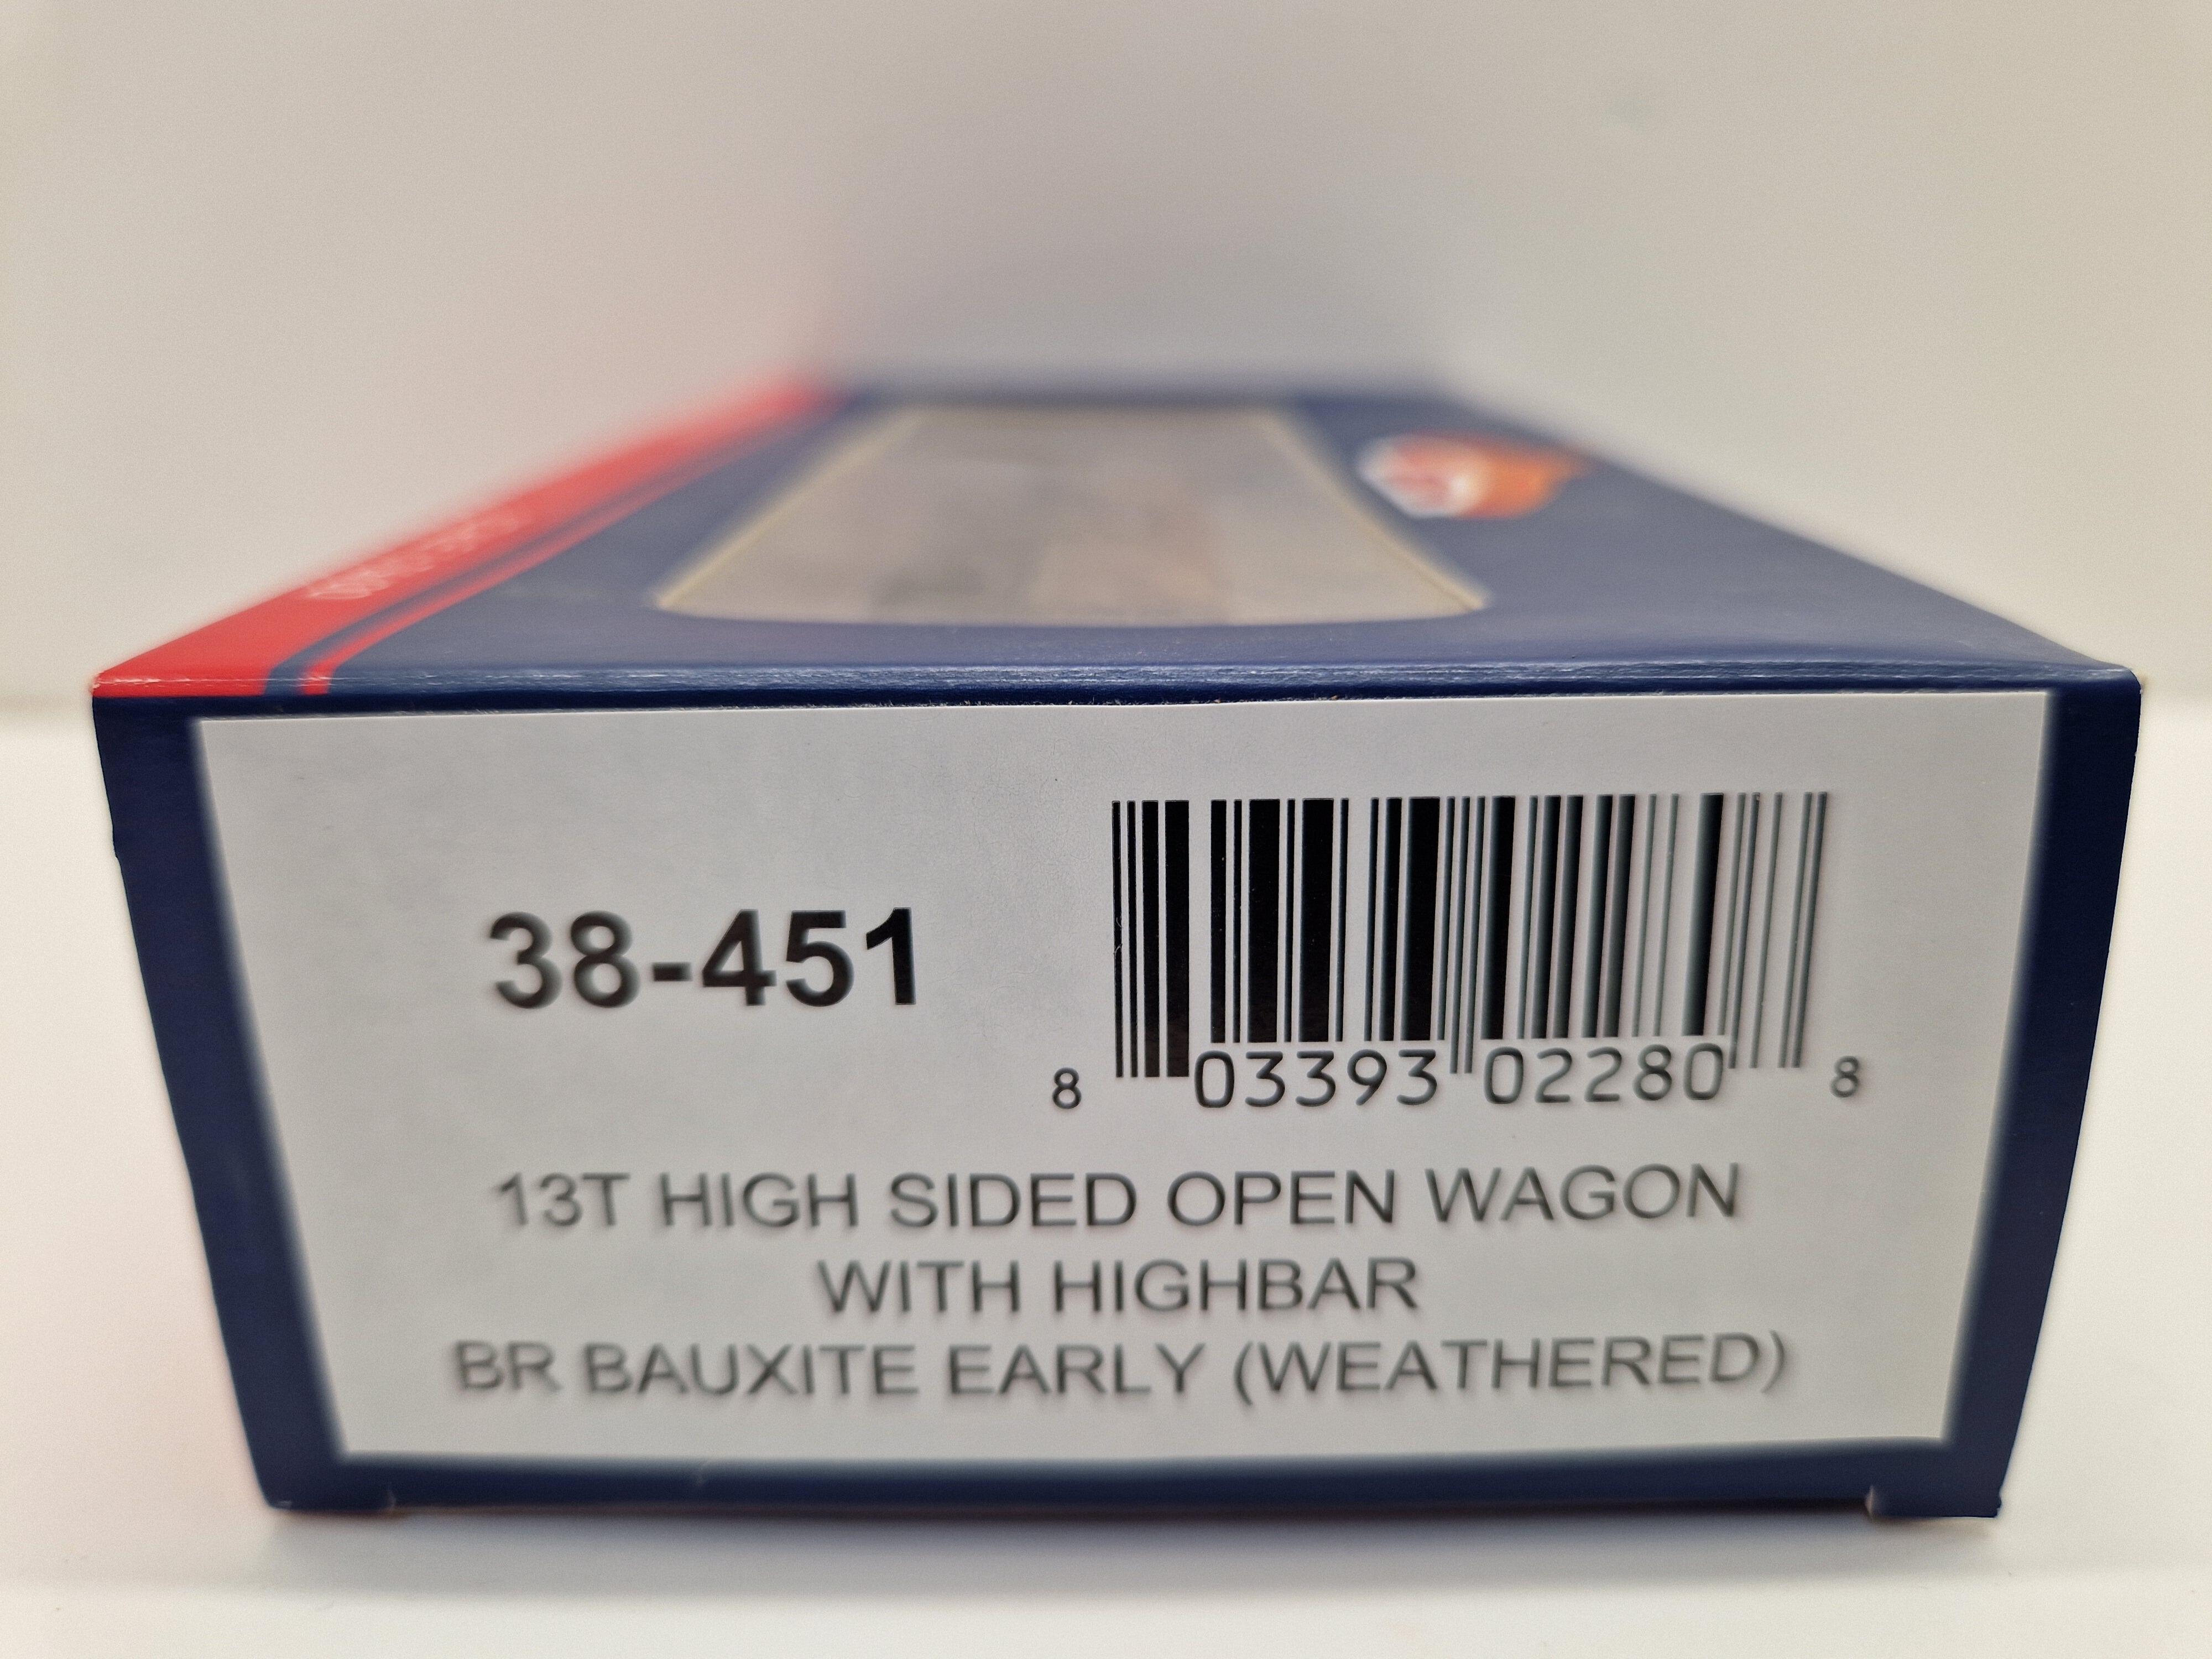 38-451
8 03393 02280 8
13T HIGH SIDED OPEN WAGON
WITH HIGHBAR
BR BAUXITE EARLY (WEATHERED)